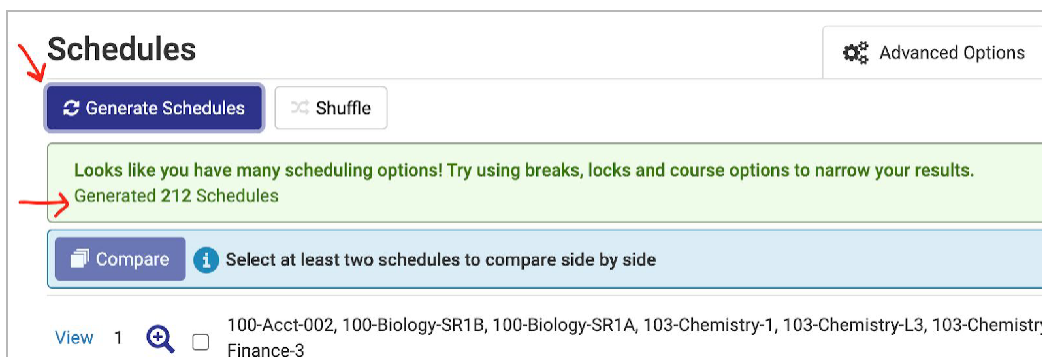 Schedules
Advanced Options
Generate Schedules
Shuffle
Looks like you have many scheduling options! Try using breaks, locks and course options to narrow your results.
Generated 212 Schedules
Compare
i Select at least two schedules to compare side by side
View 1 100-Acct-002, 100-Biology-SR1B, 100-Biology-SR1A, 103-Chemistry-1, 103-Chemistry-L3, 103-Chemistry
Finance-3